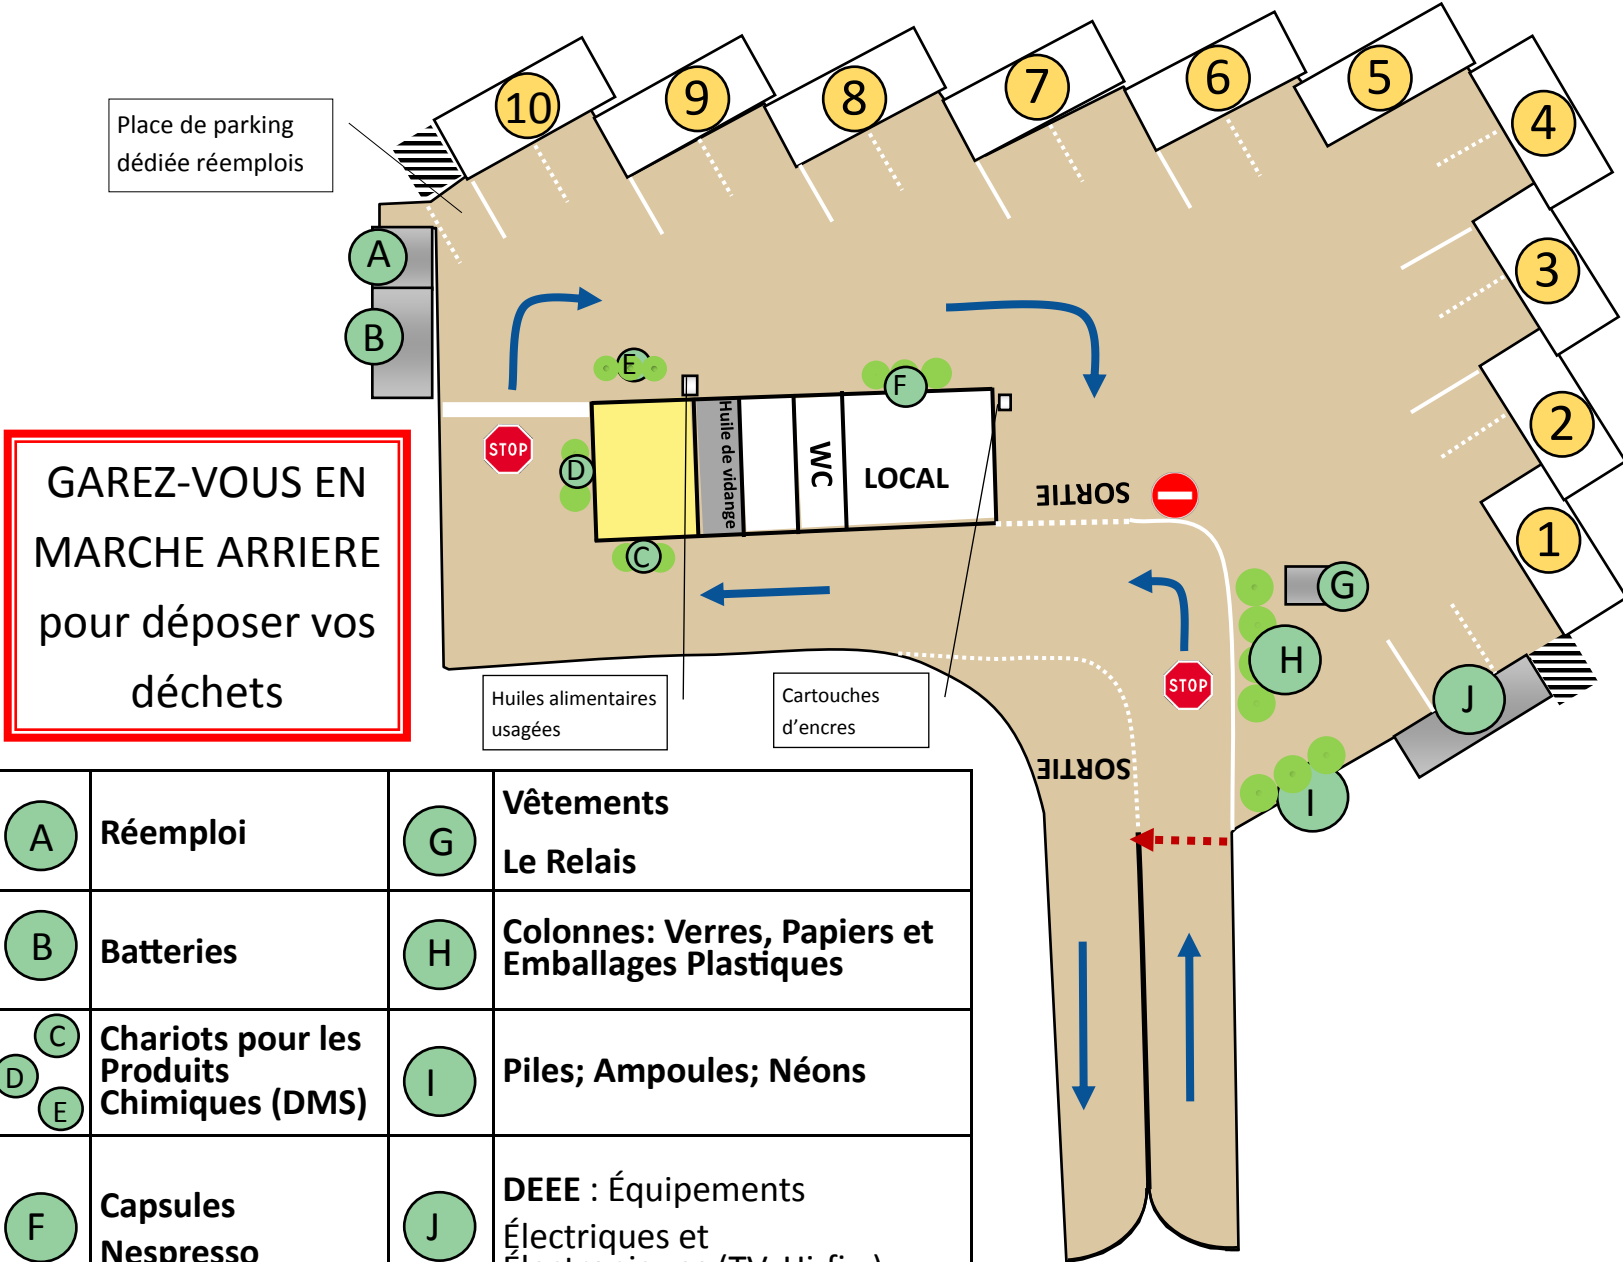 10
9
8
7
6
5
4
3
2
1
Place de parking
dédiée réemplois
A
B
E
F
D
C
G
H
I
J
STOP
Huile de vidange
WC
LOCAL
SORTIE
STOP
SORTIE
GAREZ-VOUS EN
MARCHE ARRIERE
pour déposer vos
déchets
Huiles alimentaires
usagées
Cartouches
d’encres
A
Réemploi
G
Vêtements
Le Relais
B
Batteries
H
Colonnes: Verres, Papiers et
Emballages Plastiques
C
D
E
Chariots pour les
Produits
Chimiques (DMS)
I
Piles; Ampoules; Néons
F
Capsules
Nespresso
J
DEEE : Équipements
Électriques et